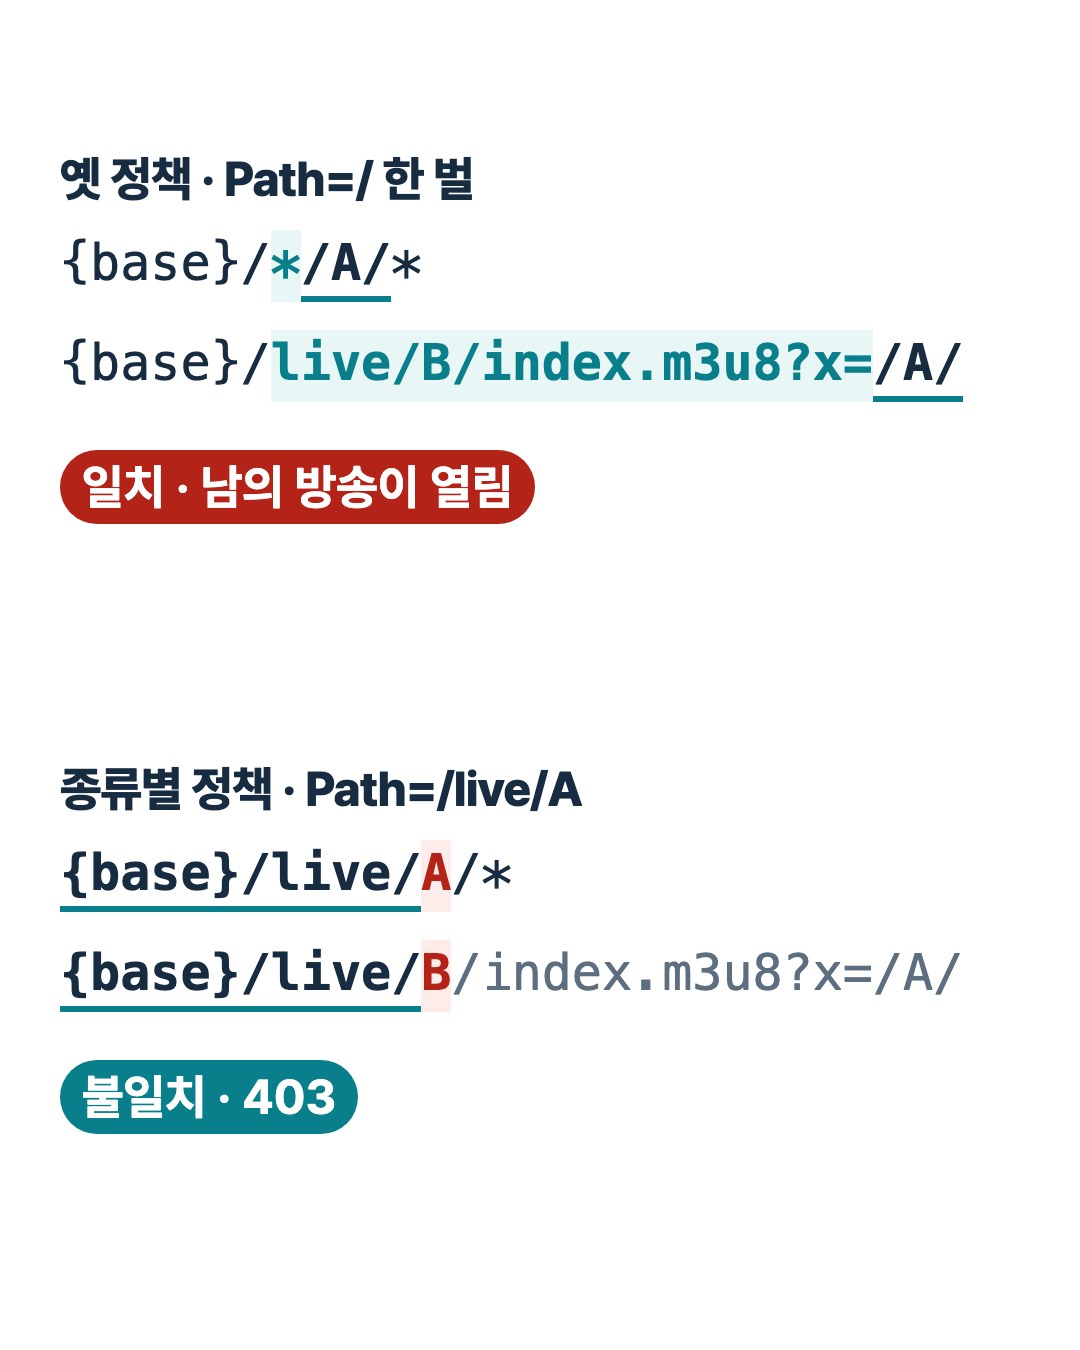 옛 정책 · Path=/ 한 벌
{base}/*/A/*
{base}/live/B/index.m3u8?x=/A/
일치 · 남의 방송이 열림
종류별 정책 · Path=/live/A
{base}/live/A/*
{base}/live/B/index.m3u8?x=/A/
불일치 · 403